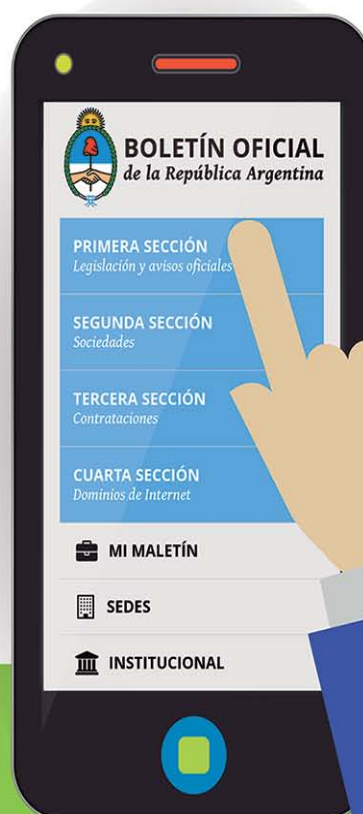 BOLETÍN OFICIAL
de la República Argentina
PRIMERA SECCIÓN
Legislación y avisos oficiales
SEGUNDA SECCIÓN
Sociedades
TERCERA SECCIÓN
Contrataciones
CUARTA SECCIÓN
Dominios de Internet
MI MALETÍN
SEDES
INSTITUCIONAL